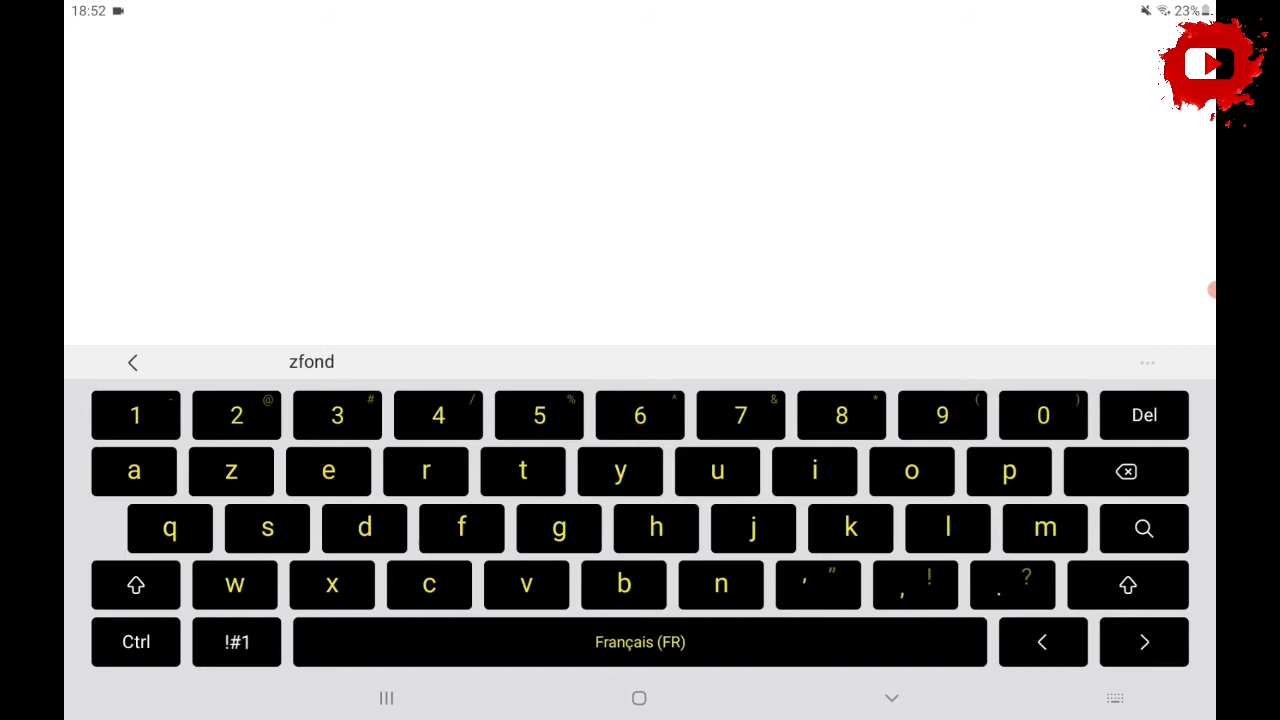 18:52 23%
zfond ...
1 - 2 @ 3 # 4 / 5 % 6 ^ 7 & 8 * 9 ( 0 ) Del
a z e r t y u i o p
q s d f g h j k l m
w x c v b n ' " , ! . ?
Ctrl !#1 Français (FR) < >